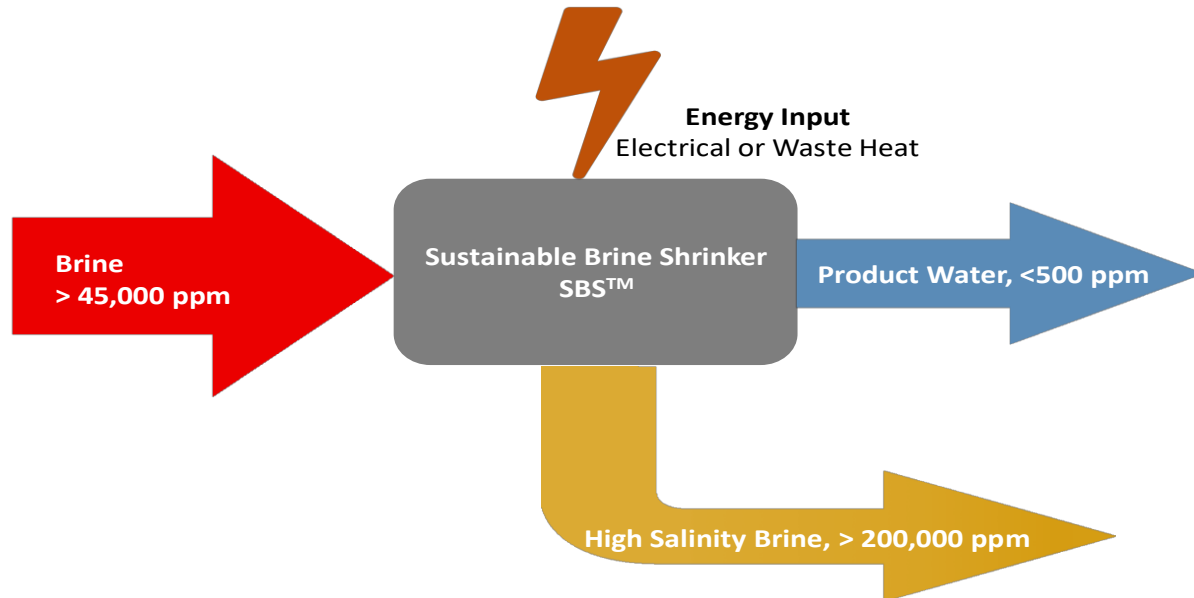 Energy Input
Electrical or Waste Heat
Brine
> 45,000 ppm
Sustainable Brine Shrinker
SBS™
Product Water, <500 ppm
High Salinity Brine, > 200,000 ppm